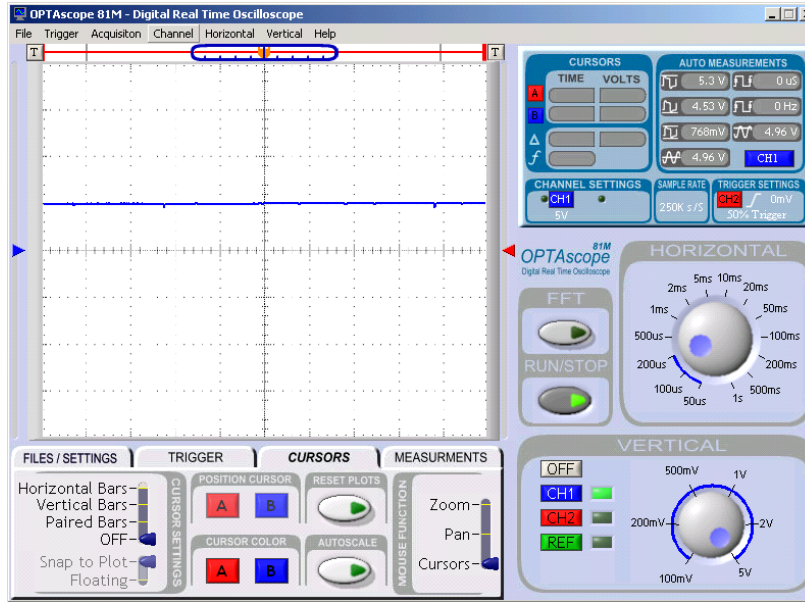 OPTAscope 81M - Digital Real Time Oscilloscope
File Trigger Acquisiton Channel Horizontal Vertical Help
T T
CURSORS
TIME VOLTS
A
B
Δ
f
AUTO MEASUREMENTS
5.3 V 0 uS
4.53 V 0 Hz
768mV 4.96 V
4.96 V CH1
CHANNEL SETTINGS
CH1
5V
SAMPLE RATE
250K s/S
TRIGGER SETTINGS
CH2 0mV
50% Trigger
81M
OPTAscope
Digital Real Time Oscilloscope
FFT
RUN/STOP
HORIZONTAL
5ms 10ms
2ms 20ms
1ms 50ms
500us 100ms
200us 200ms
100us 500ms
50us 1s
FILES / SETTINGS TRIGGER CURSORS MEASURMENTS
Horizontal Bars
Vertical Bars
Paired Bars
OFF
Snap to Plot
Floating
CURSOR SETTINGS
POSITION CURSOR
A B
CURSOR COLOR
A B
RESET PLOTS
AUTOSCALE
MOUSE FUNCTION
Zoom
Pan
Cursors
VERTICAL
OFF
CH1
CH2
REF
500mV 1V
200mV 2V
100mV 5V